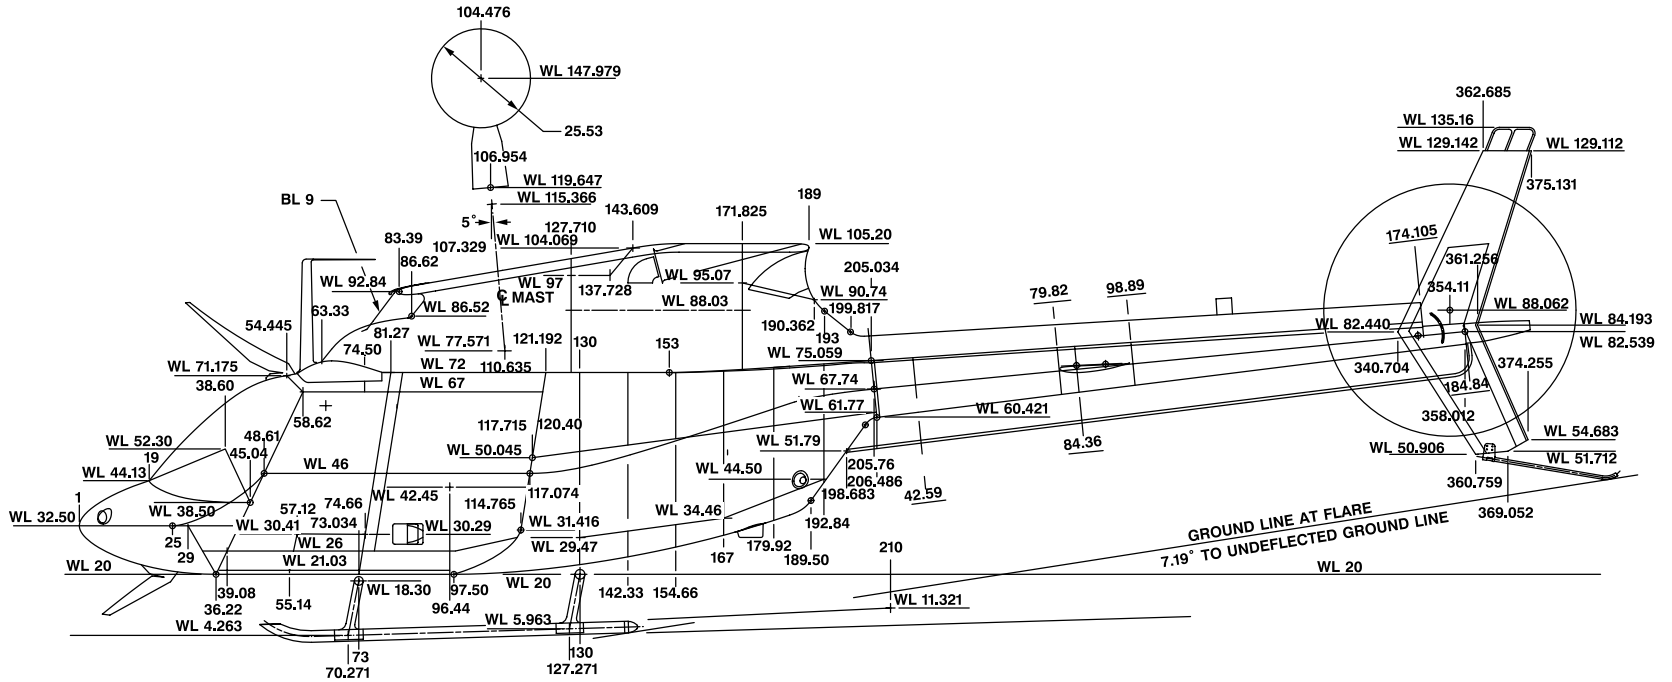 104.476
WL 147.979
25.53
362.685
WL 135.16
WL 129.142
WL 129.112
106.954
WL 119.647
375.131
BL 9
WL 115.366
143.609
171.825
189
5°
127.710
107.329
WL 104.069
WL 105.20
174.105
83.39
86.62
205.034
361.256
WL 92.84
WL 97
WL 95.07
354.11
137.728
WL 90.74
79.82
98.89
C
L MAST
WL 86.52
WL 88.03
199.817
WL 88.062
63.33
190.362
WL 84.193
54.445
81.27
121.192
130
193
WL 82.440
WL 82.539
WL 77.571
74.50
153
WL 75.059
WL 71.175
WL 72
110.635
340.704
374.255
38.60
WL 67
WL 67.74
184.84
WL 61.77
WL 60.421
358.012
58.62
117.715
120.40
48.61
84.36
WL 54.683
WL 52.30
WL 50.045
WL 51.79
WL 50.906
45.04
WL 51.712
19
WL 46
205.76
WL 44.13
WL 44.50
206.486
360.759
1
74.66
WL 42.45
117.074
198.683
42.59
57.12
114.765
WL 38.50
192.84
369.052
WL 34.46
WL 32.50
WL 30.41
73.034
WL 30.29
WL 31.416
GROUND LINE AT FLARE
25
WL 26
WL 29.47
179.92
210
7.19° TO UNDEFLECTED GROUND LINE
29
WL 21.03
167
189.50
WL 20
WL 20
WL 20
39.08
WL 18.30
97.50
142.33
154.66
36.22
55.14
96.44
WL 11.321
WL 4.263
WL 5.963
73
130
70.271
127.271